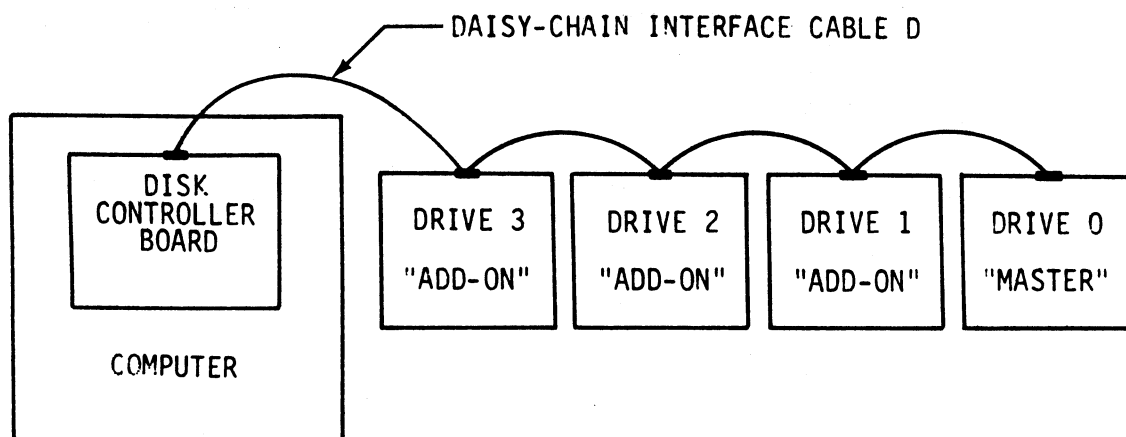 DAISY-CHAIN INTERFACE CABLE D
DISK
CONTROLLER
BOARD
COMPUTER
DRIVE 3
"ADD-ON"
DRIVE 2
"ADD-ON"
DRIVE 1
"ADD-ON"
DRIVE 0
"MASTER"